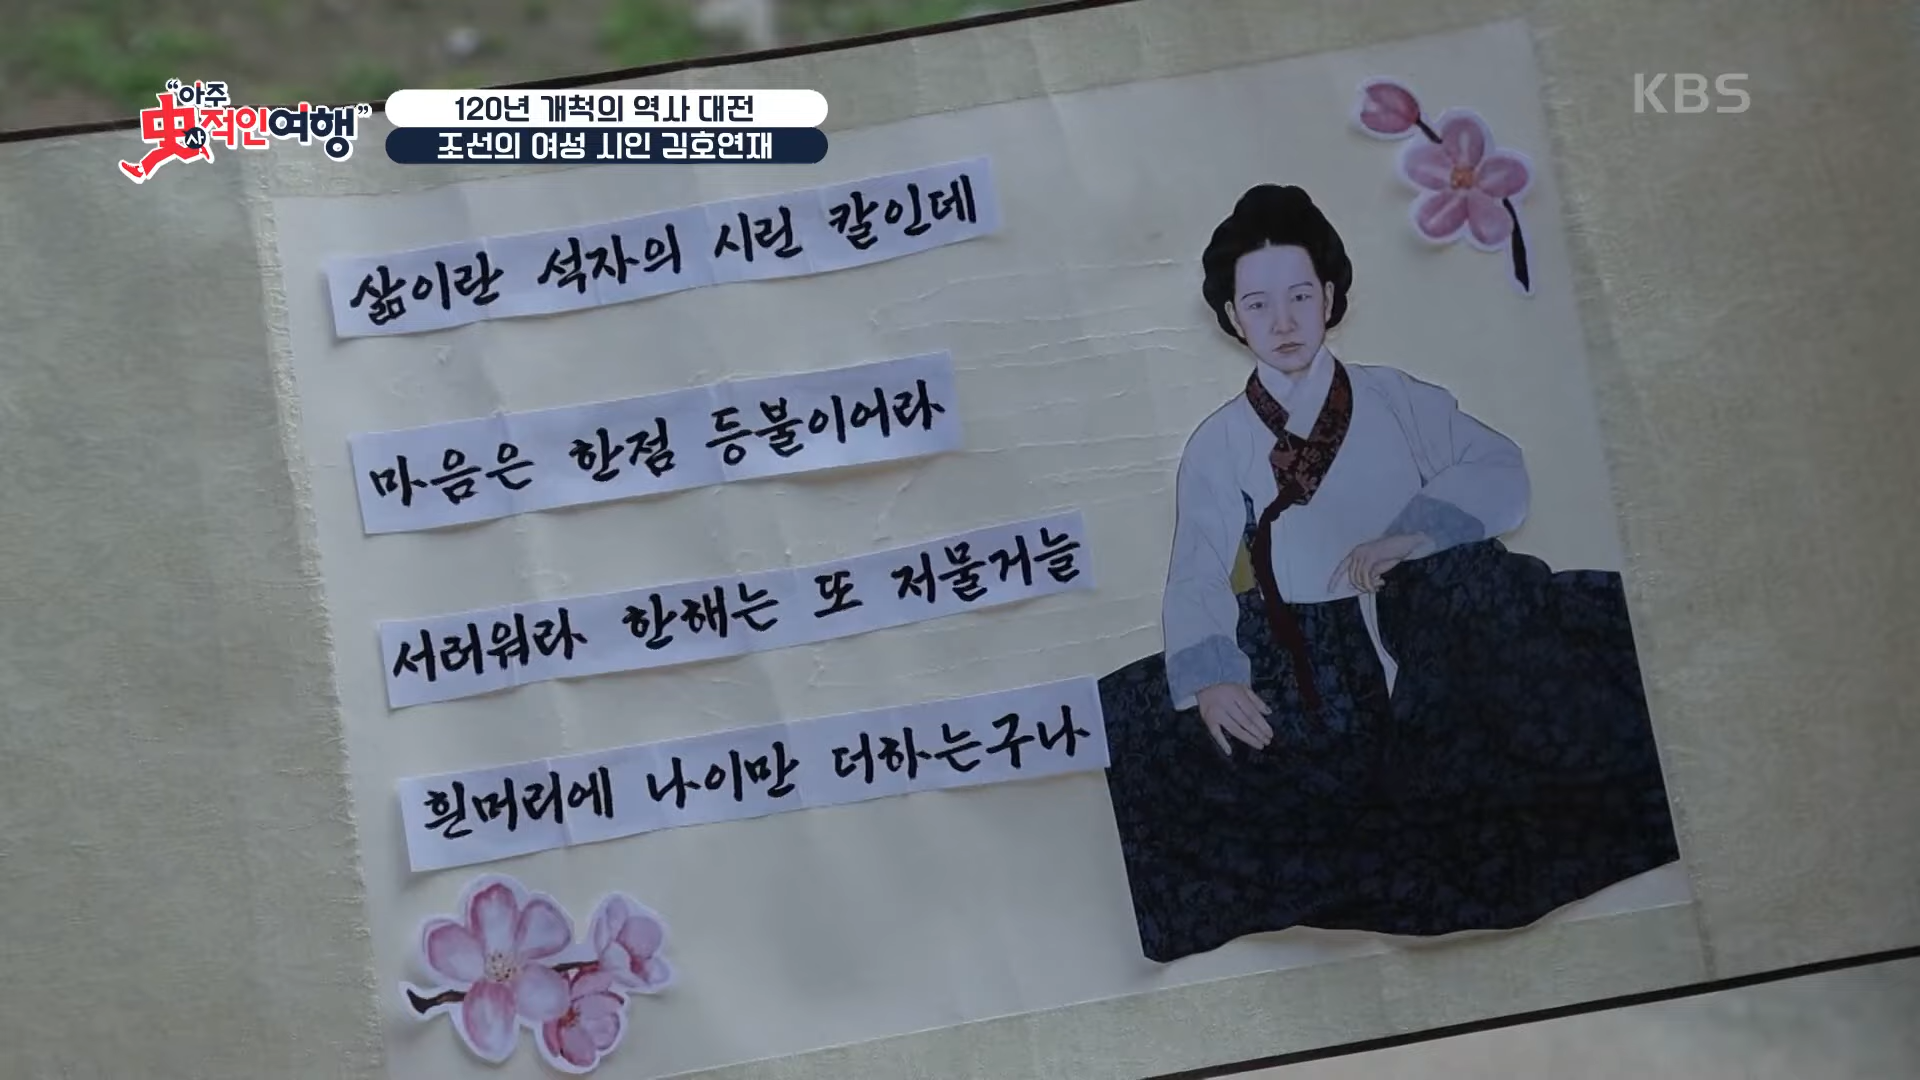 "아주
史적인여행"
사
120년 개척의 역사 대전
조선의 여성 시인 김호연재
KBS
삶이란 석자의 시린 칼인데
마음은 한점 등불이어라
서러워라 한해는 또 저물거늘
흰머리에 나이만 더하는구나